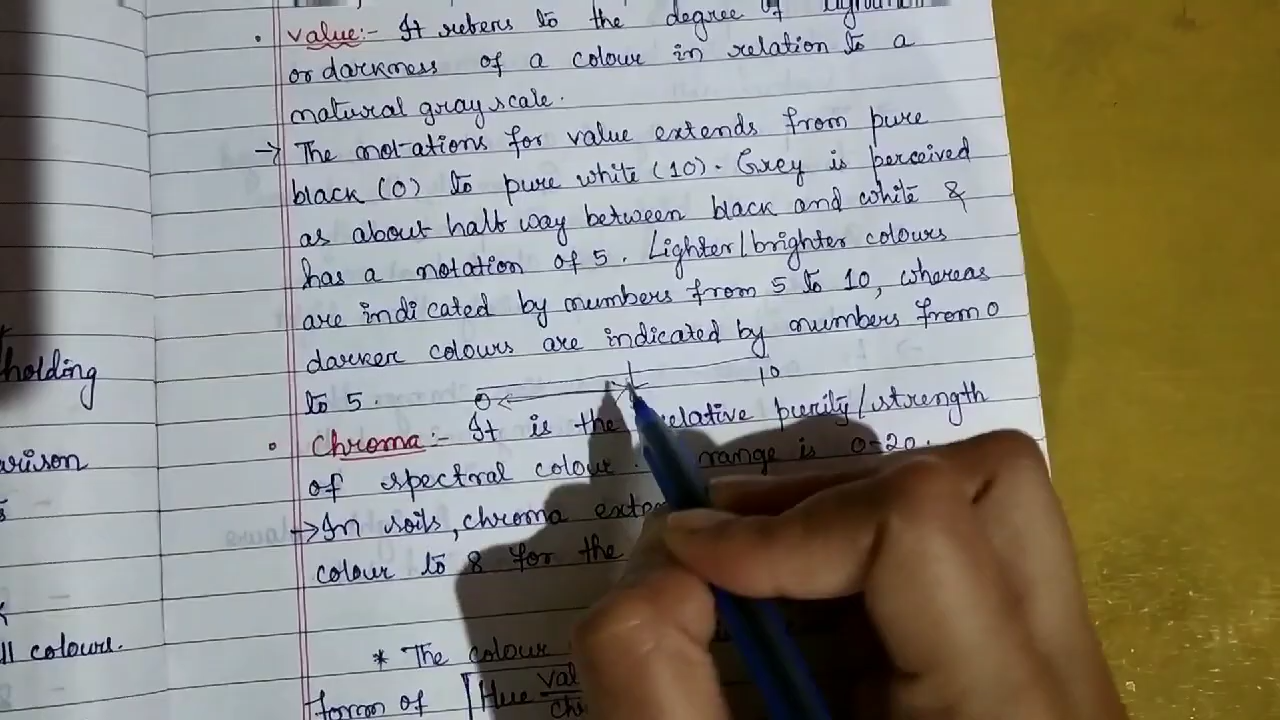 • Value:- It refers to the degree of
or darkness of a colour in relation to a
natural gray scale.
→ The notations for value extends from pure
black (0) to pure white (10). Grey is perceived
as about half way between black and white &
has a notation of 5. Lighter/brighter colours
are indicated by numbers from 5 to 10, whereas
darker colours are indicated by numbers from 0
to 5.
0 10
• Chroma:- It is the relative purity/strength
of spectral colour. range is 0-20.
→ In soils, chroma
colour to 8 for the
* The colour
form of Hue
holding
ll colours.